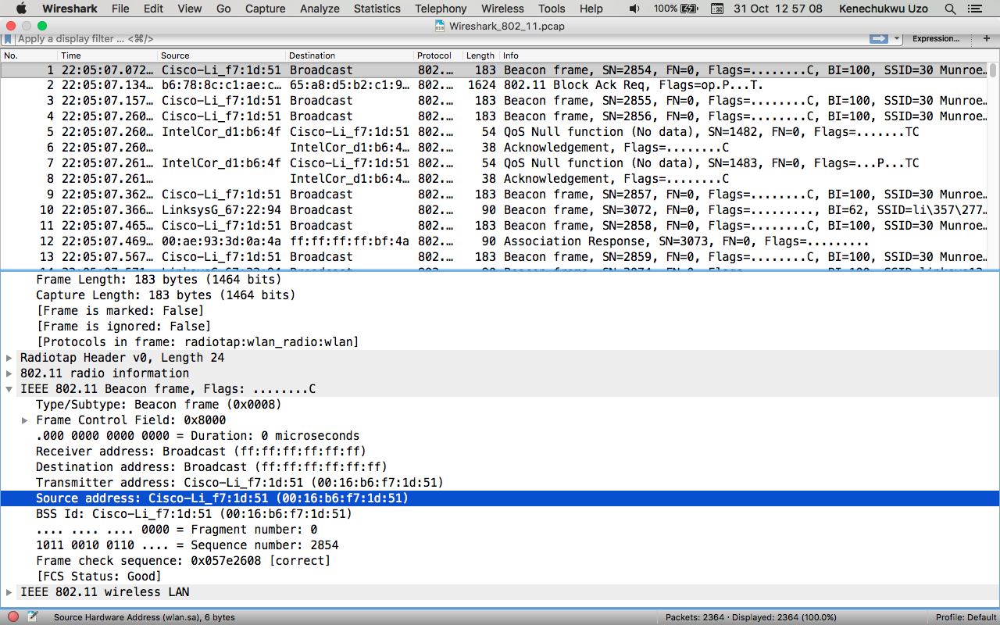 Wireshark File Edit View Go Capture Analyze Statistics Telephony Wireless Tools Help 100% 31 Oct 12 57 08 Kenechukwu Uzo
Wireshark_802_11.pcap
Apply a display filter … <⌘/> Expression… +
No. Time Source Destination Protocol Length Info
1 22:05:07.072… Cisco-Li_f7:1d:51 Broadcast 802.… 183 Beacon frame, SN=2854, FN=0, Flags=........C, BI=100, SSID=30 Munroe…
2 22:05:07.134… b6:78:8c:c1:ae:c… 65:a8:d5:b2:c1:9… 802.… 1624 802.11 Block Ack Req, Flags=op.P...T.
3 22:05:07.157… Cisco-Li_f7:1d:51 Broadcast 802.… 183 Beacon frame, SN=2855, FN=0, Flags=........C, BI=100, SSID=30 Munroe…
4 22:05:07.260… Cisco-Li_f7:1d:51 Broadcast 802.… 183 Beacon frame, SN=2856, FN=0, Flags=........C, BI=100, SSID=30 Munroe…
5 22:05:07.260… IntelCor_d1:b6:4f Cisco-Li_f7:1d:51 802.… 54 QoS Null function (No data), SN=1482, FN=0, Flags=.......TC
6 22:05:07.260… IntelCor_d1:b6:4… 802.… 38 Acknowledgement, Flags=........C
7 22:05:07.261… IntelCor_d1:b6:4f Cisco-Li_f7:1d:51 802.… 54 QoS Null function (No data), SN=1483, FN=0, Flags=...P...TC
8 22:05:07.261… IntelCor_d1:b6:4… 802.… 38 Acknowledgement, Flags=........C
9 22:05:07.362… Cisco-Li_f7:1d:51 Broadcast 802.… 183 Beacon frame, SN=2857, FN=0, Flags=........C, BI=100, SSID=30 Munroe…
10 22:05:07.366… LinksysG_67:22:94 Broadcast 802.… 90 Beacon frame, SN=3072, FN=0, Flags=........., BI=62, SSID=li\357\277…
11 22:05:07.465… Cisco-Li_f7:1d:51 Broadcast 802.… 183 Beacon frame, SN=2858, FN=0, Flags=........C, BI=100, SSID=30 Munroe…
12 22:05:07.469… 00:ae:93:3d:0a:4a ff:ff:ff:ff:bf:4a 802.… 90 Association Response, SN=3073, FN=0, Flags=.........
13 22:05:07.567… Cisco-Li_f7:1d:51 Broadcast 802.… 183 Beacon frame, SN=2859, FN=0, Flags=........C, BI=100, SSID=30 Munroe…
Frame Length: 183 bytes (1464 bits)
Capture Length: 183 bytes (1464 bits)
[Frame is marked: False]
[Frame is ignored: False]
[Protocols in frame: radiotap:wlan_radio:wlan]
Radiotap Header v0, Length 24
802.11 radio information
IEEE 802.11 Beacon frame, Flags: ........C
Type/Subtype: Beacon frame (0x0008)
Frame Control Field: 0x8000
.000 0000 0000 0000 = Duration: 0 microseconds
Receiver address: Broadcast (ff:ff:ff:ff:ff:ff)
Destination address: Broadcast (ff:ff:ff:ff:ff:ff)
Transmitter address: Cisco-Li_f7:1d:51 (00:16:b6:f7:1d:51)
Source address: Cisco-Li_f7:1d:51 (00:16:b6:f7:1d:51)
BSS Id: Cisco-Li_f7:1d:51 (00:16:b6:f7:1d:51)
.... .... .... 0000 = Fragment number: 0
1011 0010 0110 .... = Sequence number: 2854
Frame check sequence: 0x057e2608 [correct]
[FCS Status: Good]
IEEE 802.11 wireless LAN
Source Hardware Address (wlan.sa), 6 bytes Packets: 2364 · Displayed: 2364 (100.0%) Profile: Default